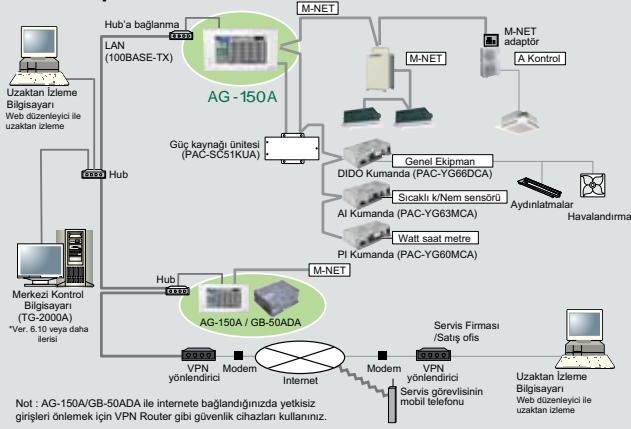 Hub'a bağlanma
LAN
(100BASE-TX)
M-NET
M-NET
adaptör
A Kontrol
M-NET
AG-150A
Uzaktan İzleme
Bilgisayarı
Web düzenleyici ile
uzaktan izleme
Güç kaynağı ünitesi
(PAC-SC51KUA)
Genel Ekipman
DIDO Kumanda (PAC-YG66DCA)
Hub
Sıcaklı k/Nem sensörü
AI Kumanda (PAC-YG63MCA)
Aydınlatmalar
Havalandırma
Watt saat metre
PI Kumanda (PAC-YG60MCA)
Hub
M-NET
Merkezi Kontrol
Bilgisayarı
(TG-2000A)
*Ver. 6.10 veya daha
ilerisi
AG-150A / GB-50ADA
Servis Firması
/Satış ofis
VPN
yönlendirici
Modem
Internet
Modem
VPN
yönlendirici
Uzaktan İzleme
Bilgisayarı
Web düzenleyici ile
uzaktan izleme
Servis görevlisinin
mobil telefonu
Not : AG-150A/GB-50ADA ile internete bağlandığınızda yetkisiz
girişleri önlemek için VPN Router gibi güvenlik cihazları kullanınız.